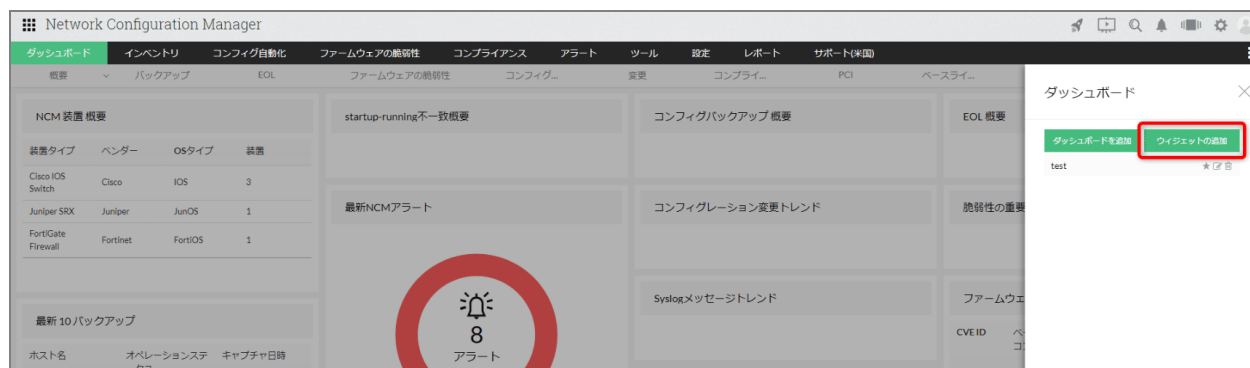 Network Configuration Manager
ダッシュボード インベントリ コンフィグ自動化 ファームウェアの脆弱性 コンプライアンス アラート ツール 設定 レポート サポート(米国)
概要 バックアップ EOL ファームウェアの脆弱性 コンフィグ... 変更 コンプライ... PCI ベースライ...
ダッシュボード
ダッシュボードを追加 ウィジェットの追加
test
NCM 装置 概要
装置タイプ ベンダー OSタイプ 装置
Cisco IOS
Switch
Cisco IOS 3
Juniper SRX Juniper JunOS 1
FortiGate
Firewall
Fortinet FortiOS 1
最新 10 バックアップ
ホスト名 オペレーションステ キャプチャ日時
startup-running不一致概要
最新NCMアラート
8
アラート
コンフィグバックアップ 概要
コンフィグレーション変更トレンド
Syslogメッセージトレンド
EOL 概要
脆弱性の重要
ファームウェ
CVE ID